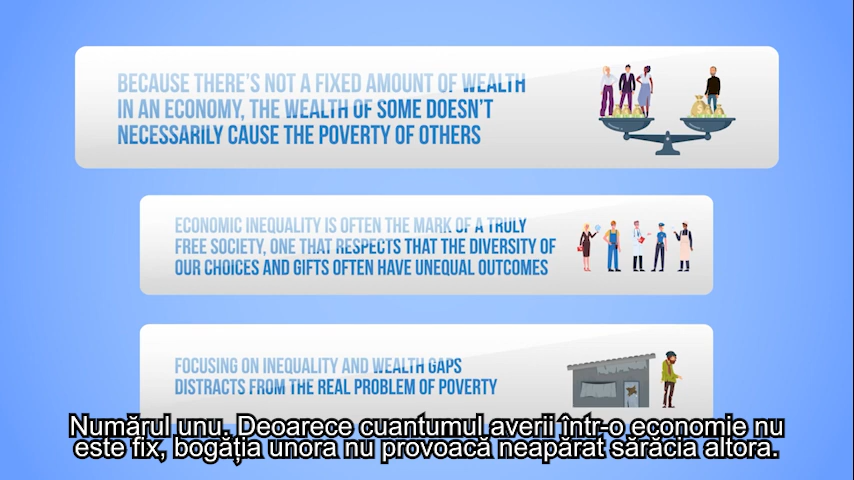 BECAUSE THERE'S NOT A FIXED AMOUNT OF WEALTH
IN AN ECONOMY, THE WEALTH OF SOME DOESN'T
NECESSARILY CAUSE THE POVERTY OF OTHERS
ECONOMIC INEQUALITY IS OFTEN THE MARK OF A TRULY
FREE SOCIETY, ONE THAT RESPECTS THAT THE DIVERSITY OF
OUR CHOICES AND GIFTS OFTEN HAVE UNEQUAL OUTCOMES
FOCUSING ON INEQUALITY AND WEALTH GAPS
DISTRACTS FROM THE REAL PROBLEM OF POVERTY
Numărul unu. Deoarece cuantumul averii într-o economie nu
este fix, bogăția unora nu provoacă neapărat sărăcia altora.